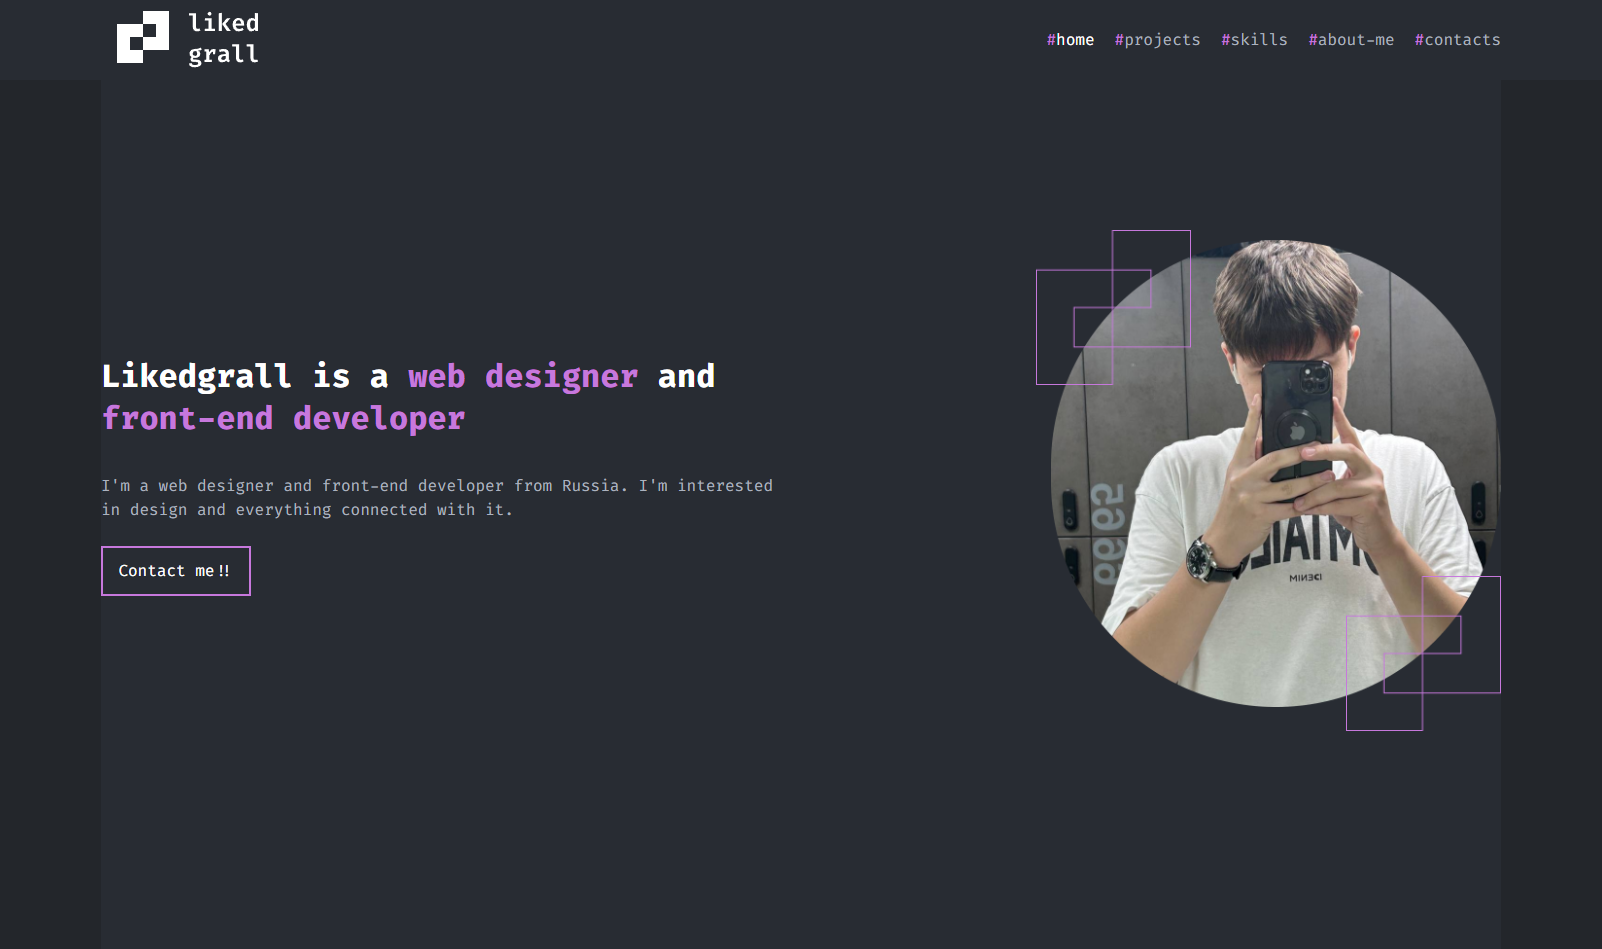 liked
grall
#home #projects #skills #about-me #contacts
Likedgrall is a web designer and
front-end developer
I'm a web designer and front-end developer from Russia. I'm interested
in design and everything connected with it.
Contact me!!